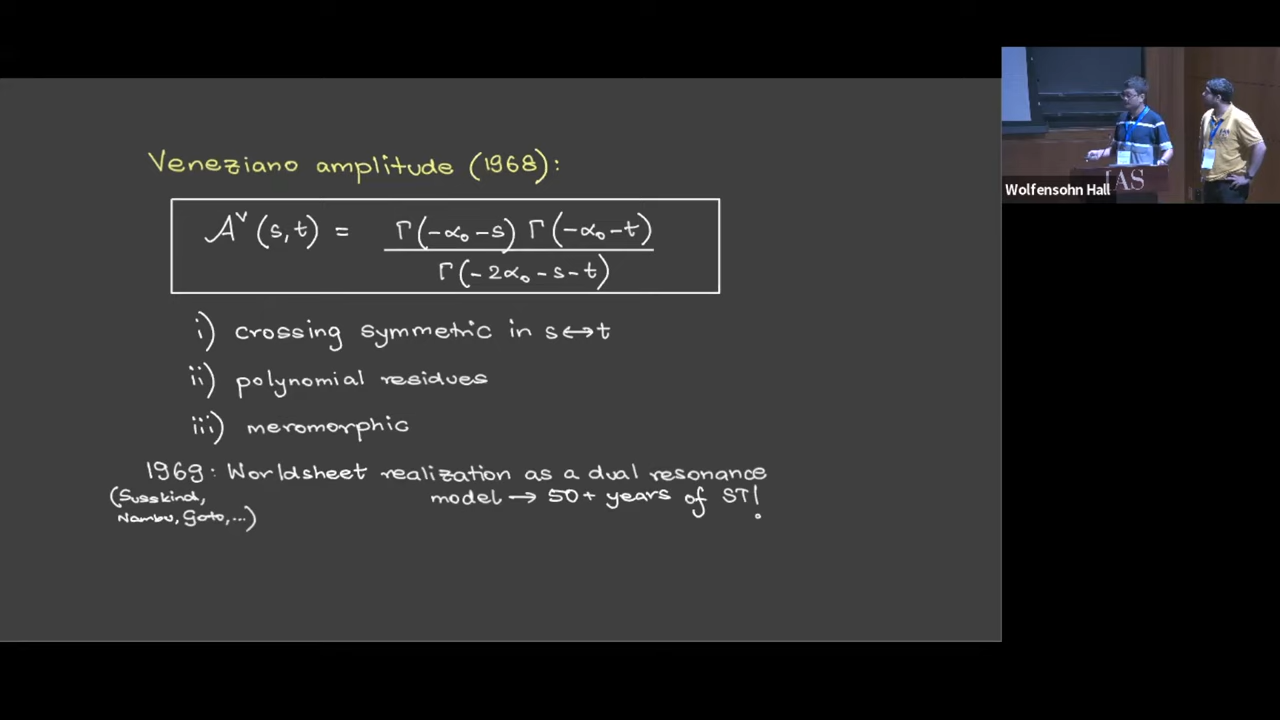 Veneziano amplitude (1968):
𝒜ⱽ(s,t) = Γ(-α₀-s) Γ(-α₀-t) / Γ(-2α₀-s-t)
i) crossing symmetric in s↔t
ii) polynomial residues
iii) meromorphic
1969: Worldsheet realization as a dual resonance
(Susskind, model → 50+ years of ST!
Nambu, Goto,...)
Wolfensohn Hall
IAS